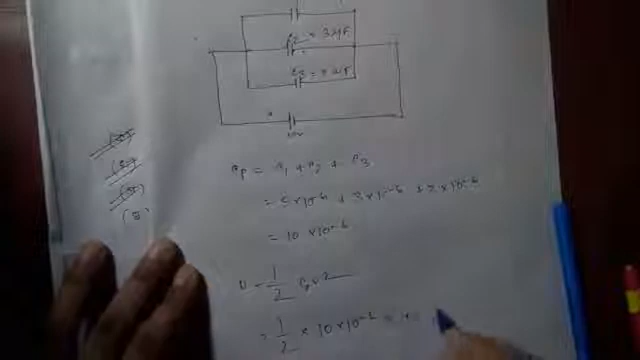 C2 = 3μF
C3 = 2μF
10v
(5)
Cp = C1 + C2 + C3
= 5×10-6 + 3×10-6 + 2×10-6
= 10 ×10-6
U = 1/2 Cpv2
= 1/2 × 10×10-6 ×